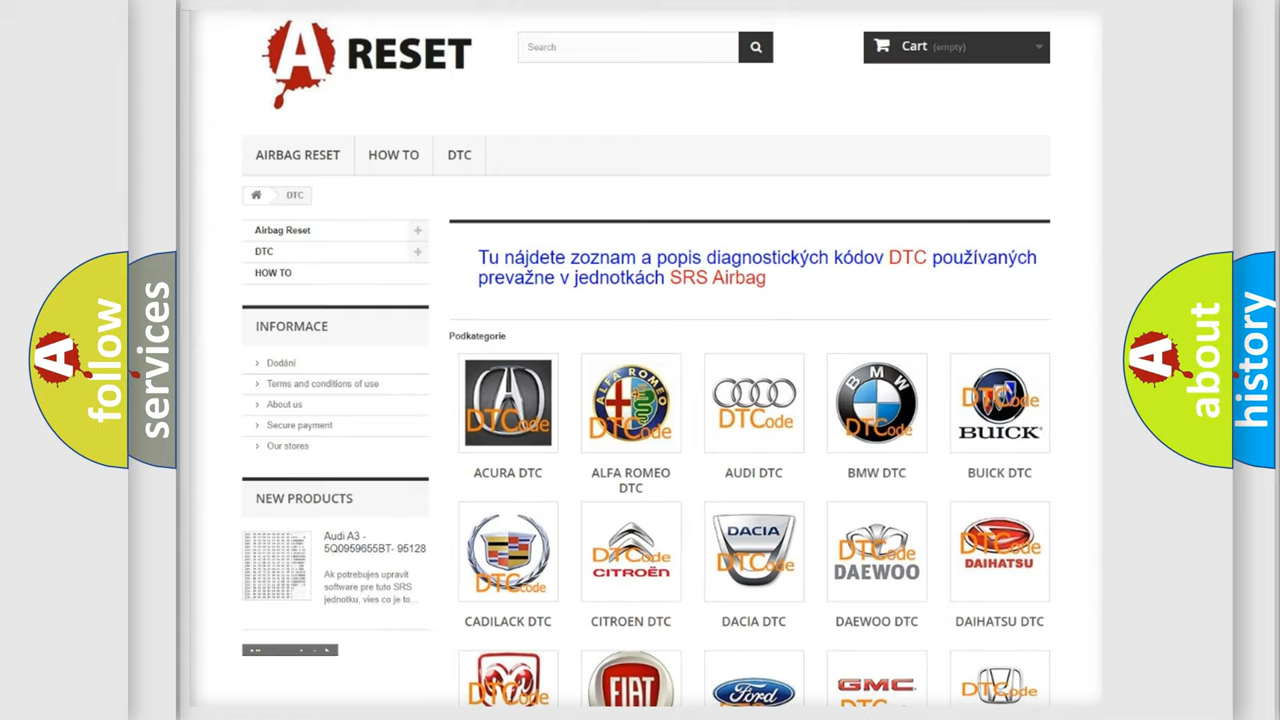 A RESET
Search
Cart (empty)
AIRBAG RESET
HOW TO
DTC
DTC
Airbag Reset
DTC
HOW TO
Tu nájdete zoznam a popis diagnostických kódov DTC používaných
prevažne v jednotkách SRS Airbag
INFORMACE
Podkategorie
Dodání
Terms and conditions of use
About us
Secure payment
Our stores
ALFA ROMEO
DTCode
DTCode
DTCode
BMW
DTCode
DTCode
BUICK
ACURA DTC
ALFA ROMEO
DTC
AUDI DTC
BMW DTC
BUICK DTC
NEW PRODUCTS
Audi A3 -
5Q0959655BT- 95128
Ak potrebujes upravit
software pre tuto SRS
jednotku, vies co je to...
DTCode
DTCode
CITROËN
DACIA
DTCode
DTCode
DAEWOO
DTCode
DAIHATSU
CADILACK DTC
CITROEN DTC
DACIA DTC
DAEWOO DTC
DAIHATSU DTC
DTCode
FIAT
Ford
GMC
DTCode
A
follow
services
A
about
history